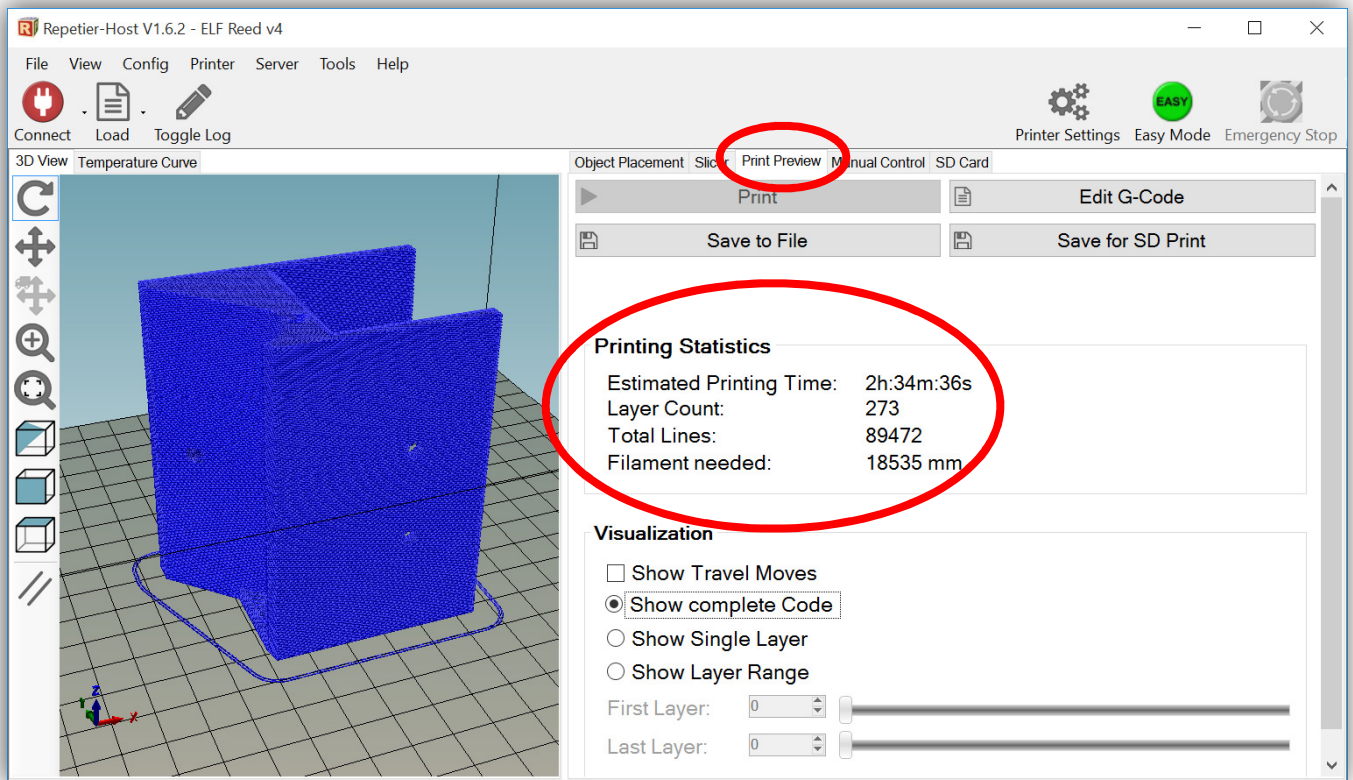 Repetier-Host V1.6.2 - ELF Reed v4
File View Config Printer Server Tools Help
EASY
Connect Load Toggle Log Printer Settings Easy Mode Emergency Stop
3D View Temperature Curve Object Placement Slicer Print Preview Manual Control SD Card
Print Edit G-Code
Save to File Save for SD Print
Printing Statistics
Estimated Printing Time: 2h:34m:36s
Layer Count: 273
Total Lines: 89472
Filament needed: 18535 mm
Visualization
Show Travel Moves
Show complete Code
Show Single Layer
Show Layer Range
First Layer: 0
Last Layer: 0
Z
Y
X